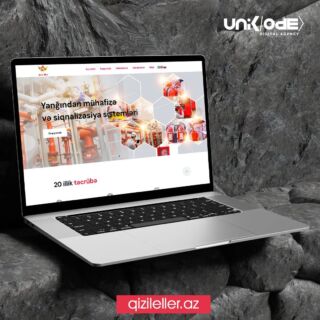 UNICODE
DIGITAL AGENCY
Yanğından mühafizə
və siqnalizasiya sistemləri
20 illik təcrübə
qizileller.az